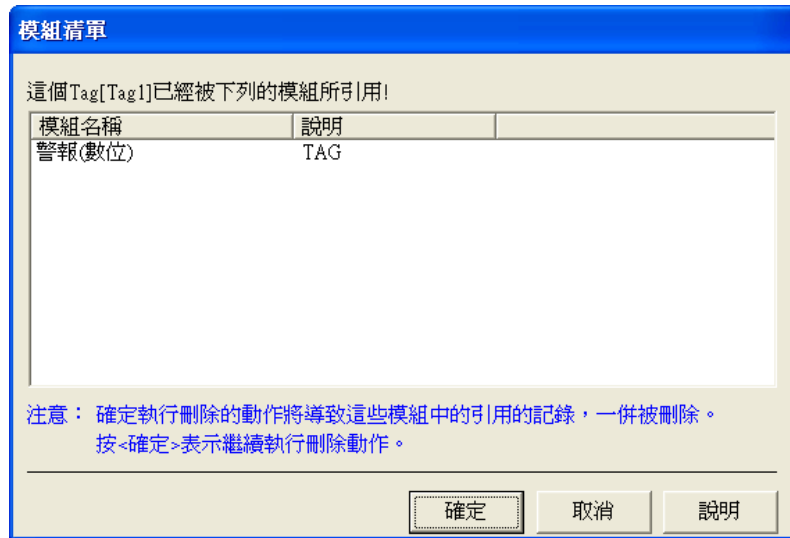 模組清單
這個Tag[Tag1]已經被下列的模組所引用!
模組名稱 說明
警報(數位) TAG
注意： 確定執行刪除的動作將導致這些模組中的引用的記錄，一併被刪除。
按<確定>表示繼續執行刪除動作。
確定 取消 說明